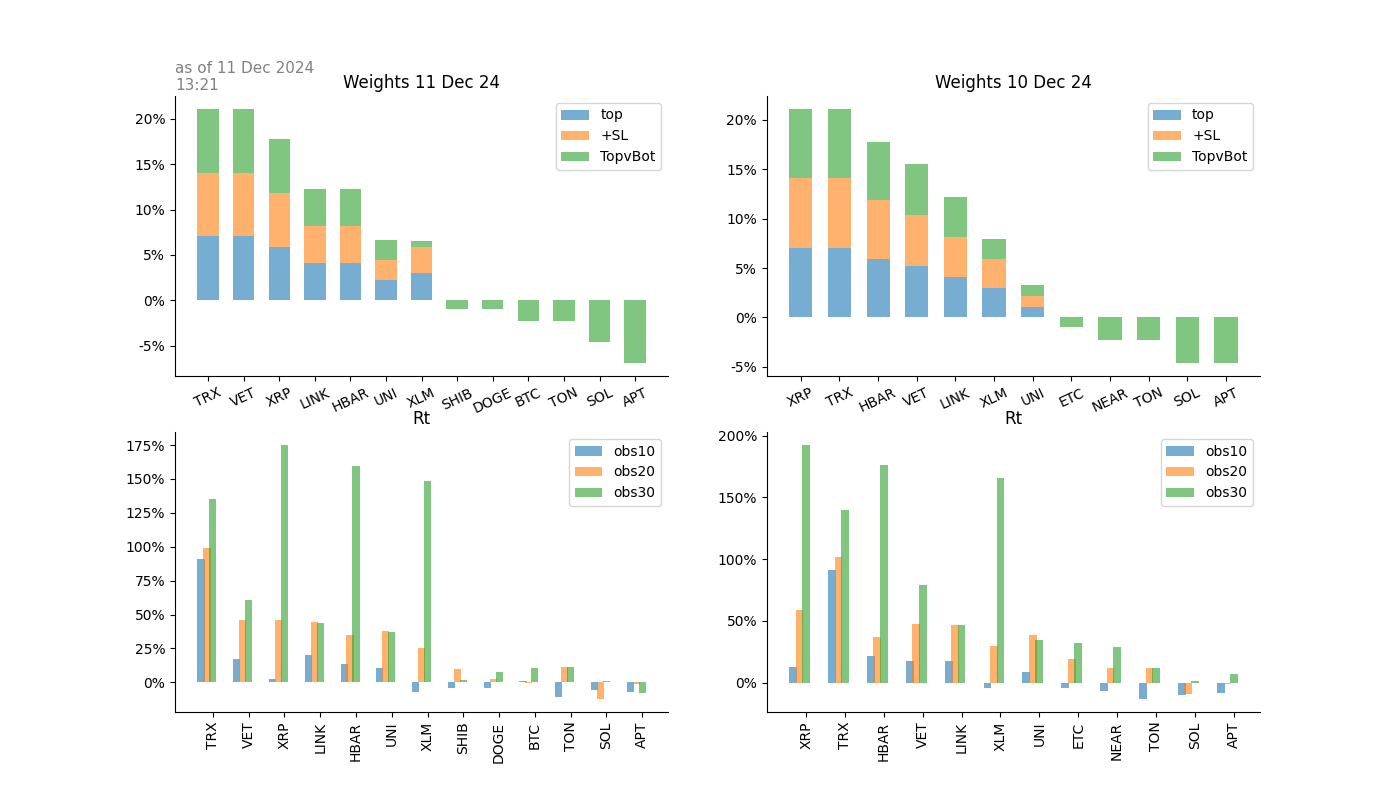 as of 11 Dec 2024
13:21
Weights 11 Dec 24
20%
15%
10%
5%
0%
-5%
top
+SL
TopvBot
TRX VET XRP LINK HBAR UNI XLM SHIB DOGE BTC TON SOL APT
Weights 10 Dec 24
20%
15%
10%
5%
0%
-5%
top
+SL
TopvBot
XRP TRX HBAR VET LINK XLM UNI ETC NEAR TON SOL APT
Rt
175%
150%
125%
100%
75%
50%
25%
0%
obs10
obs20
obs30
TRX VET XRP LINK HBAR UNI XLM SHIB DOGE BTC TON SOL APT
Rt
200%
150%
100%
50%
0%
obs10
obs20
obs30
XRP TRX HBAR VET LINK XLM UNI ETC NEAR TON SOL APT